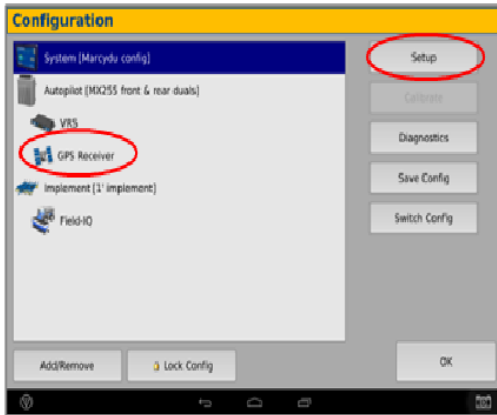 Configuration
System [Marcydu config]
Autopilot [MX255 front & rear duals]
VRS
GPS Receiver
Implement [1' implement]
Field-IQ
Setup
Calibrate
Diagnostics
Save Config
Switch Config
Add/Remove
Lock Config
OK